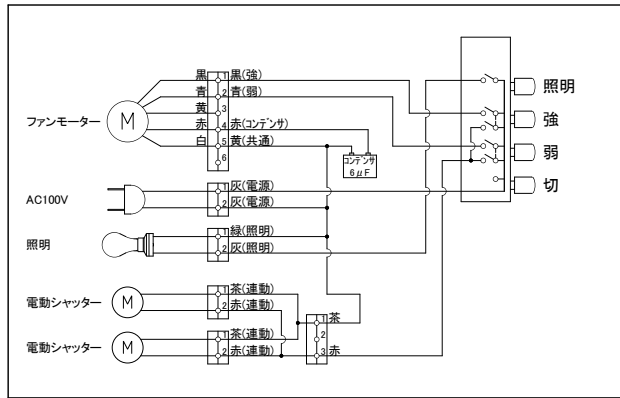 ファンモーター
M
黒 1 黒(強)
青 2 青(弱)
黄 3
赤 4 赤(コンデンサ)
白 5 黄(共通)
6
コンデンサ
6μF
照明
強
弱
切
AC100V
1 灰(電源)
2 灰(電源)
照明
1 緑(照明)
2 灰(照明)
電動シャッター
M
1 茶(連動)
2 赤(連動)
電動シャッター
M
1 茶(連動)
2 赤(連動)
1 茶
2
3 赤